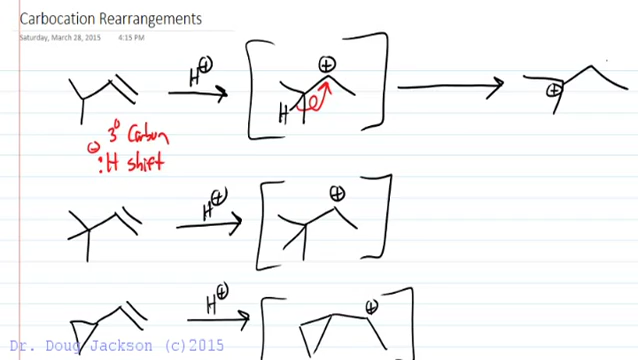 Carbocation Rearrangements
Saturday, March 28, 2015 4:15 PM
H⊕
⊕
H
⊕
3° Carbon
⊖
:H shift
H⊕
⊕
H⊕
⊕
Dr. Doug Jackson (c)2015